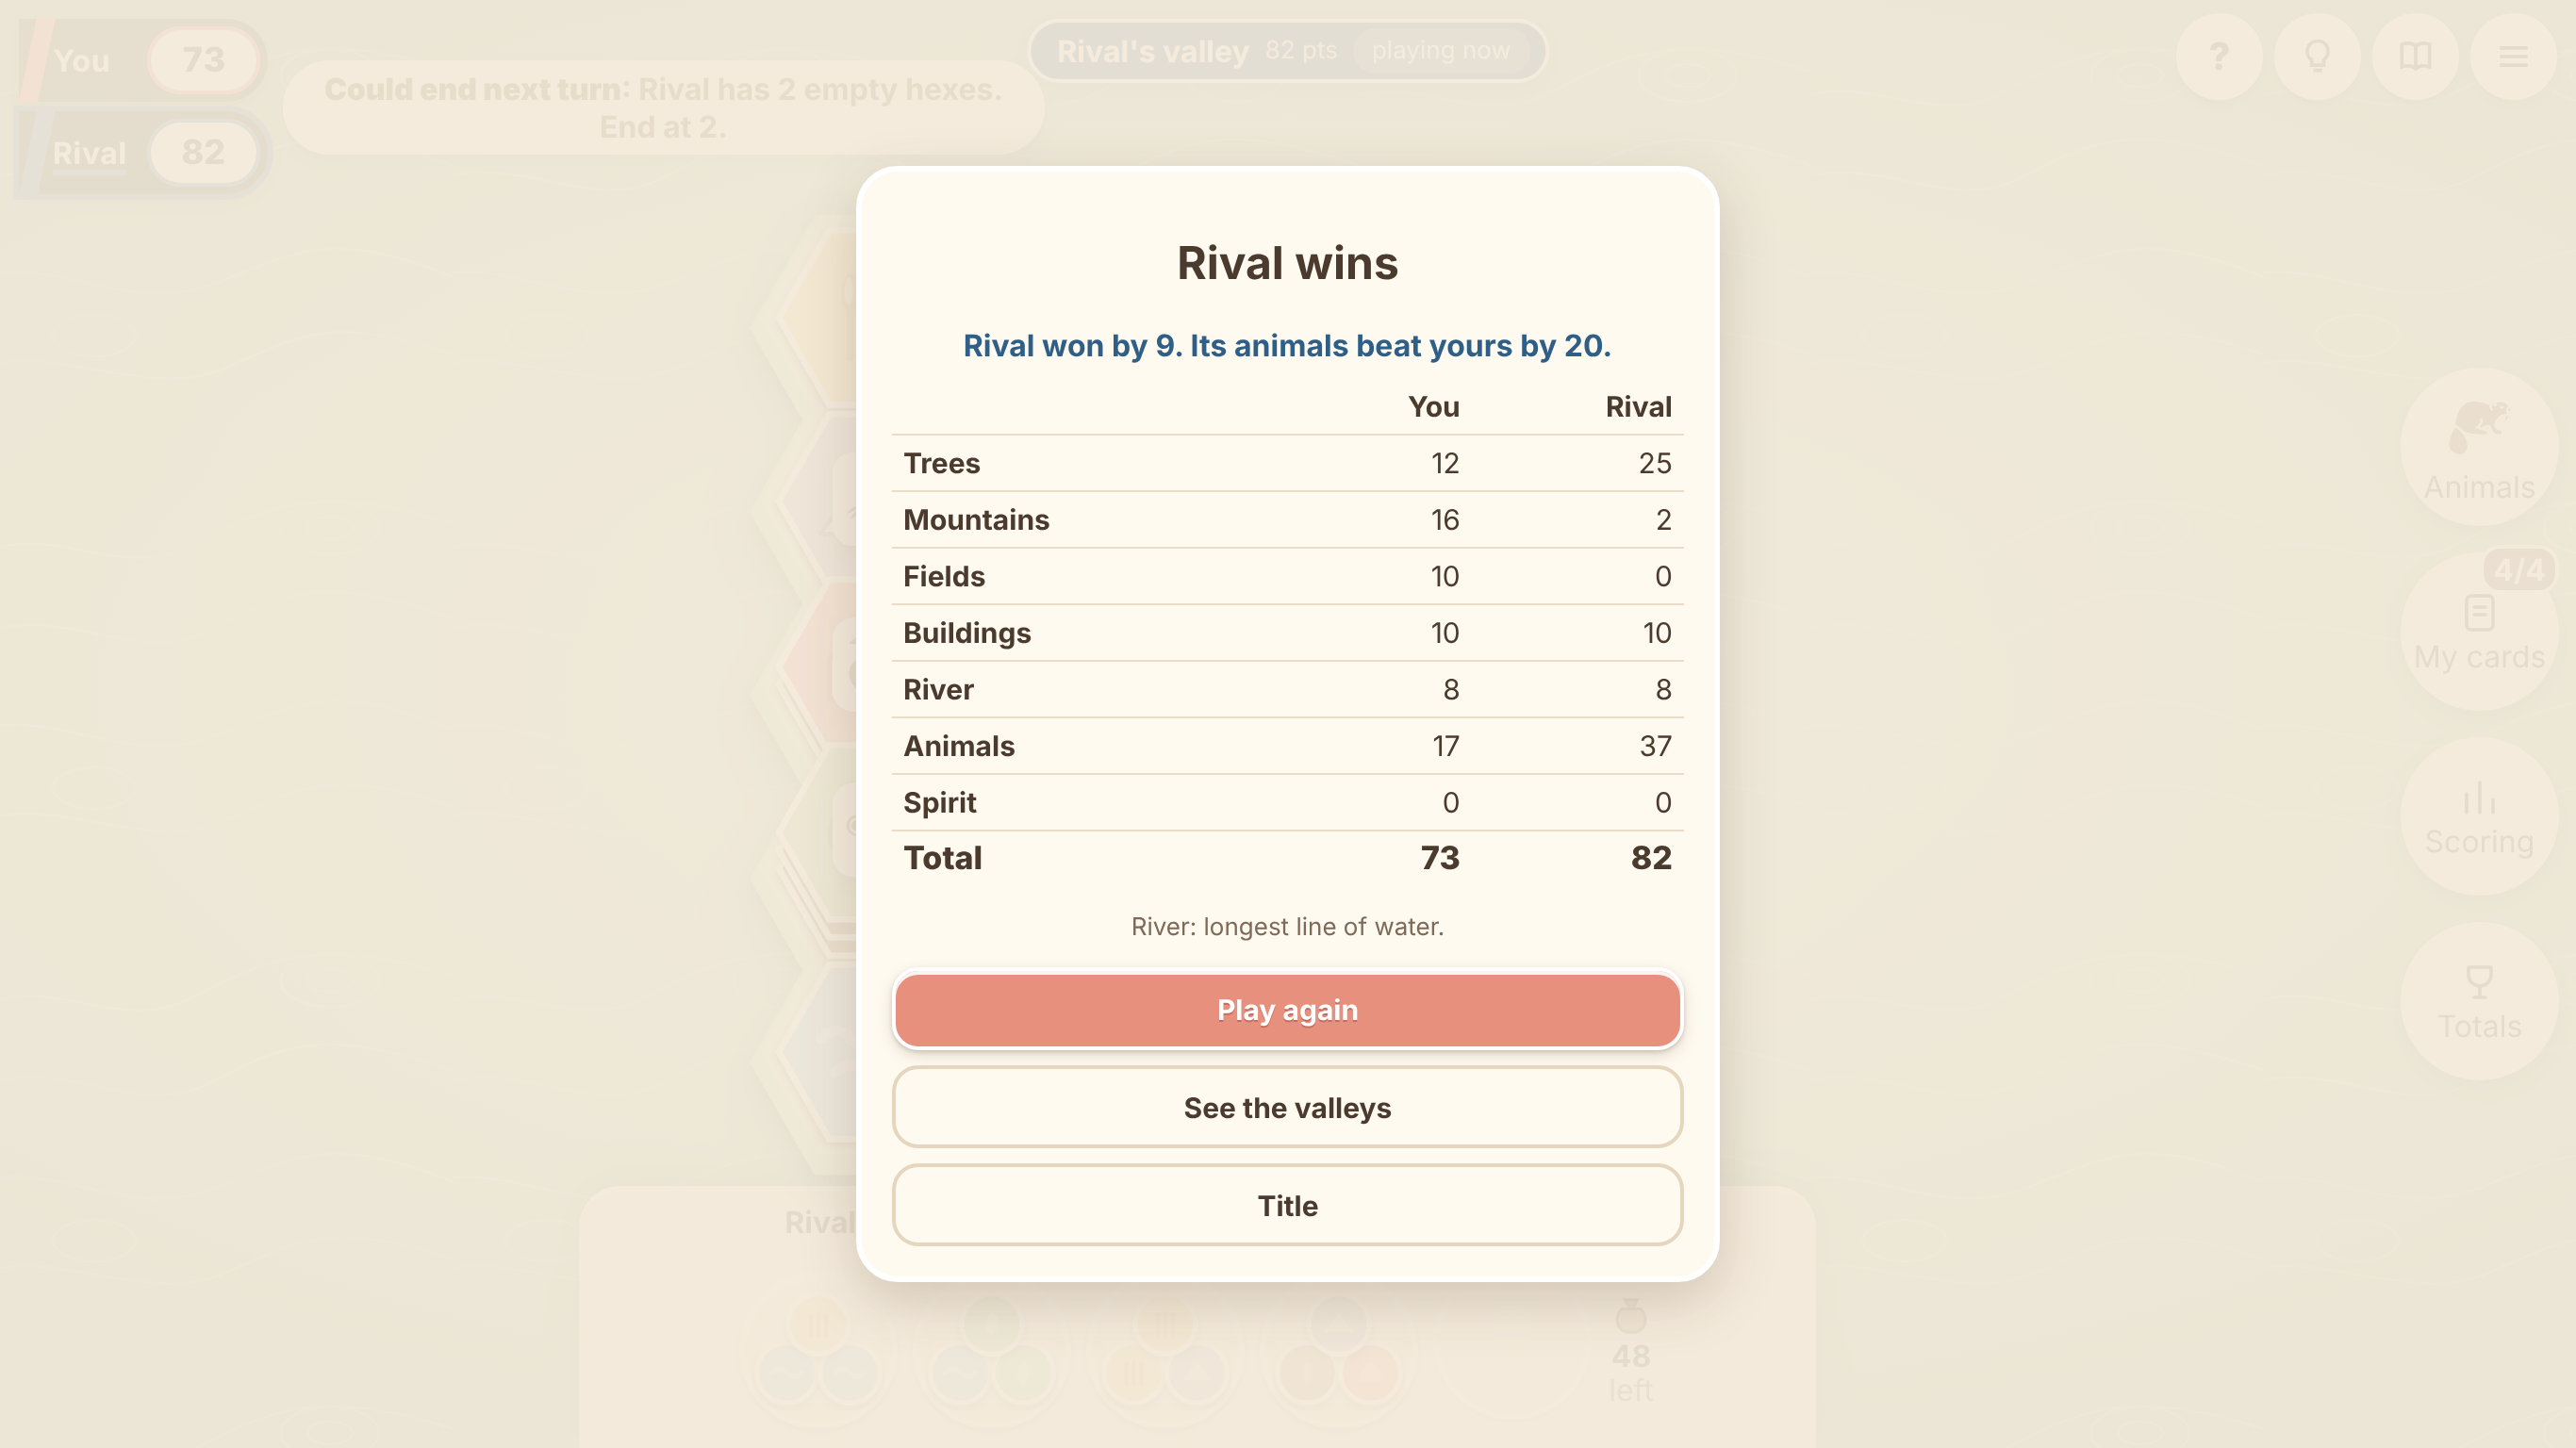 You 73
Rival 82
Could end next turn: Rival has 2 empty hexes.
End at 2.
Rival's valley 82 pts playing now
?
Rival wins
Rival won by 9. Its animals beat yours by 20.
You Rival
Trees 12 25
Mountains 16 2
Fields 10 0
Buildings 10 10
River 8 8
Animals 17 37
Spirit 0 0
Total 73 82
River: longest line of water.
Play again
See the valleys
Title
Animals
4/4
My cards
Scoring
Totals
Rival
48
left